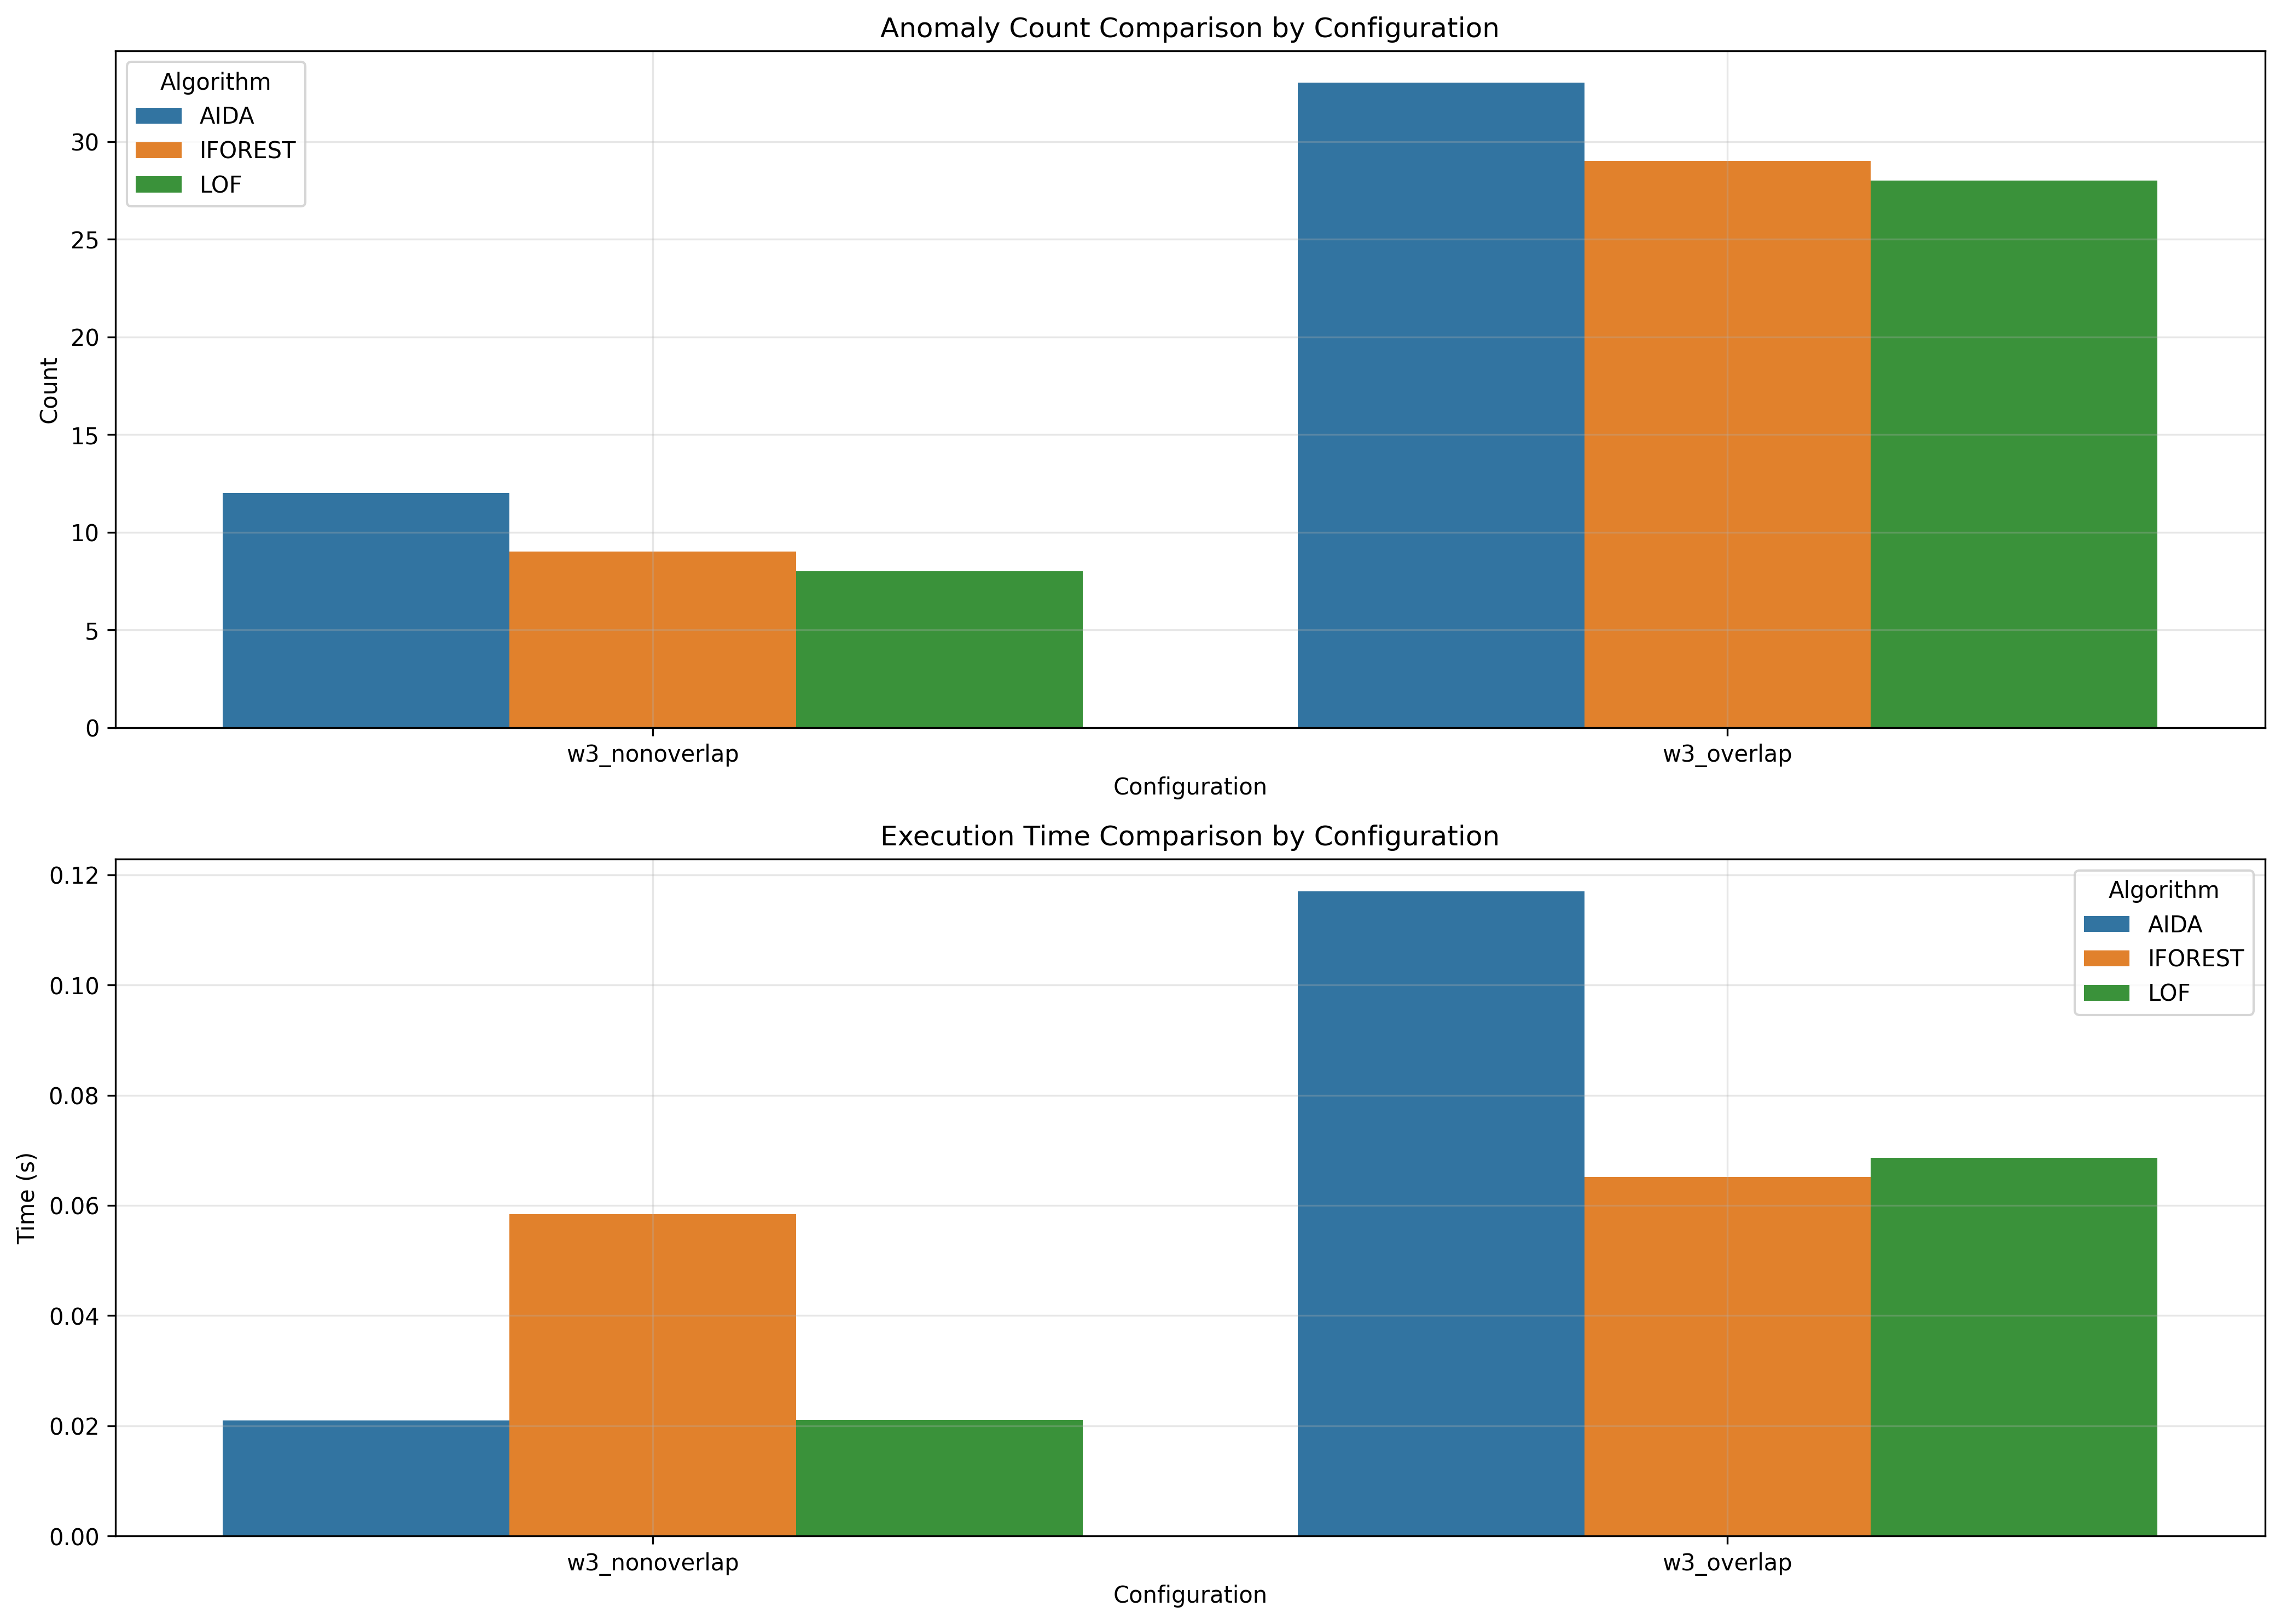 Anomaly Count Comparison by Configuration
Algorithm
AIDA
IFOREST
LOF
30
25
20
15
10
5
0
Count
w3_nonoverlap
w3_overlap
Configuration
Execution Time Comparison by Configuration
Algorithm
AIDA
IFOREST
LOF
0.12
0.10
0.08
0.06
0.04
0.02
0.00
Time (s)
w3_nonoverlap
w3_overlap
Configuration